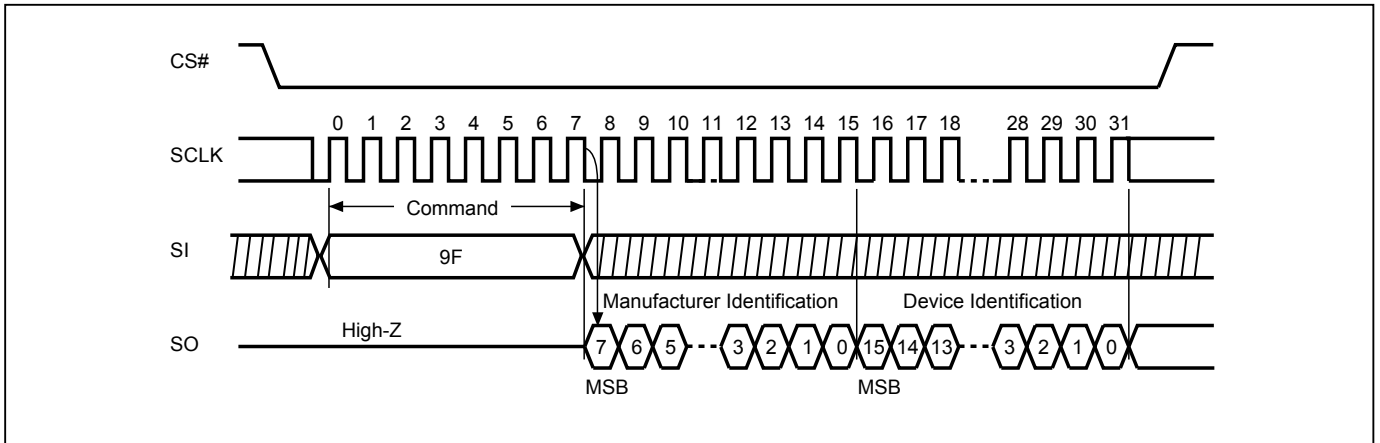 CS#
0 1 2 3 4 5 6 7 8 9 10 11 12 13 14 15 16 17 18 28 29 30 31
SCLK
Command
SI
9F
Manufacturer Identification Device Identification
High-Z
SO
7 6 5 3 2 1 0 15 14 13 3 2 1 0
MSB MSB